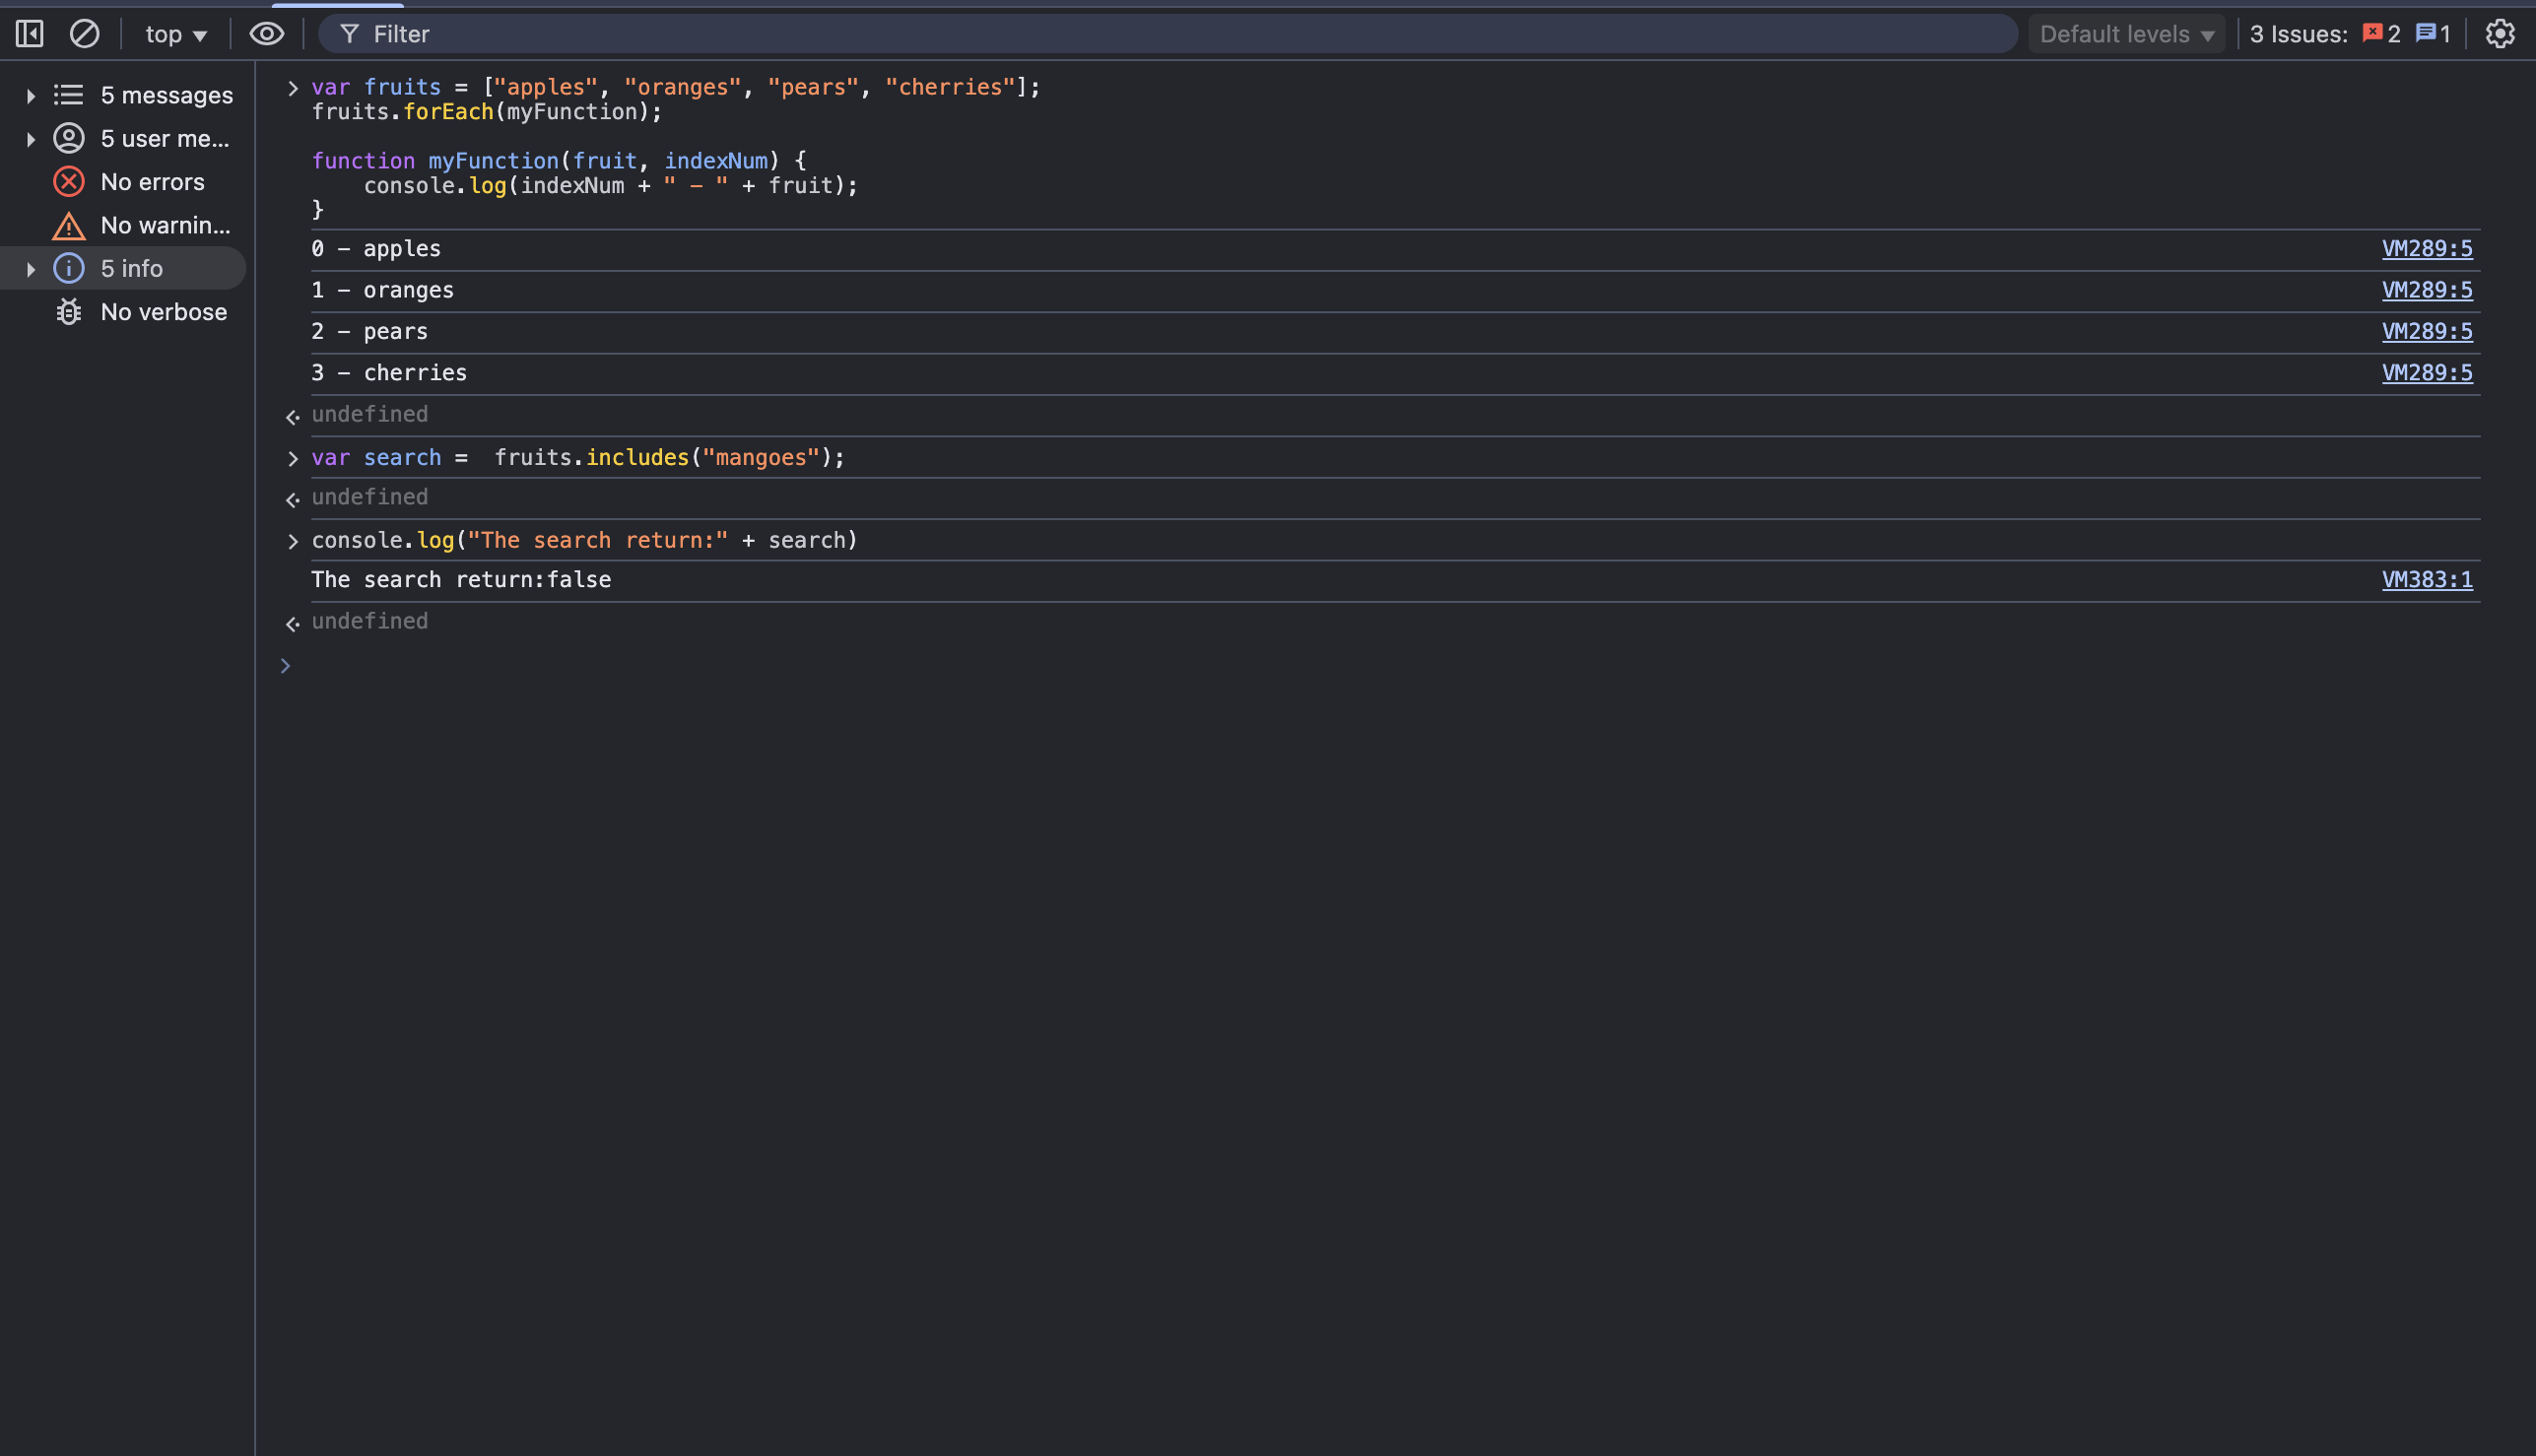 top ▼ Filter Default levels ▼ 3 Issues: 2 1
5 messages
5 user me...
No errors
No warnin...
5 info
No verbose
> var fruits = ["apples", "oranges", "pears", "cherries"];
fruits.forEach(myFunction);
function myFunction(fruit, indexNum) {
    console.log(indexNum + " – " + fruit);
}
0 – apples VM289:5
1 – oranges VM289:5
2 – pears VM289:5
3 – cherries VM289:5
undefined
> var search =  fruits.includes("mangoes");
undefined
> console.log("The search return:" + search)
The search return:false VM383:1
undefined
>